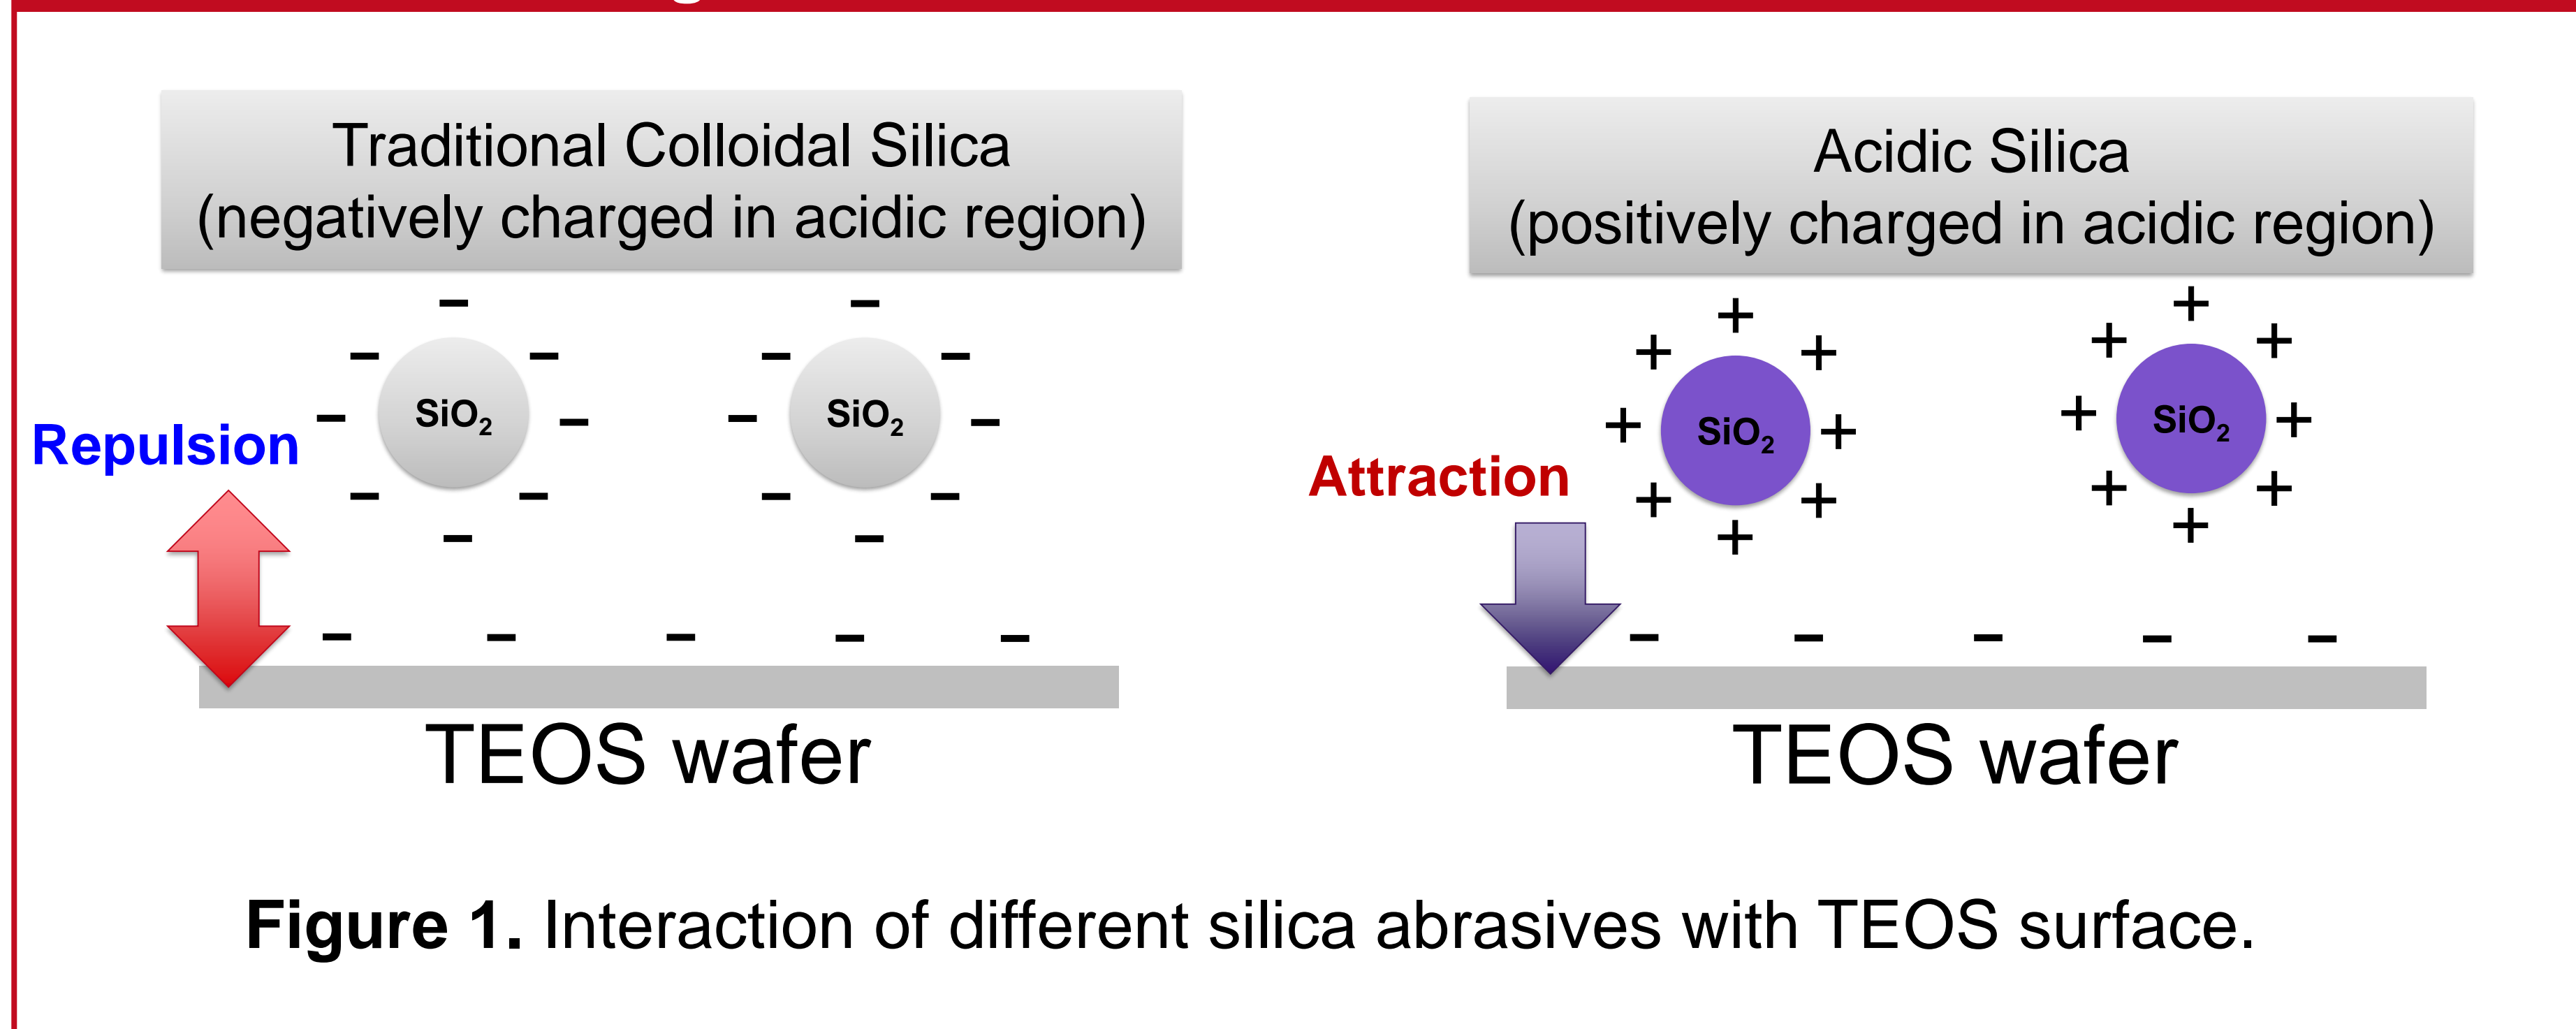 Traditional Colloidal Silica
(negatively charged in acidic region)
SiO₂
SiO₂
Repulsion
TEOS wafer
Acidic Silica
(positively charged in acidic region)
SiO₂
SiO₂
Attraction
TEOS wafer
Figure 1. Interaction of different silica abrasives with TEOS surface.